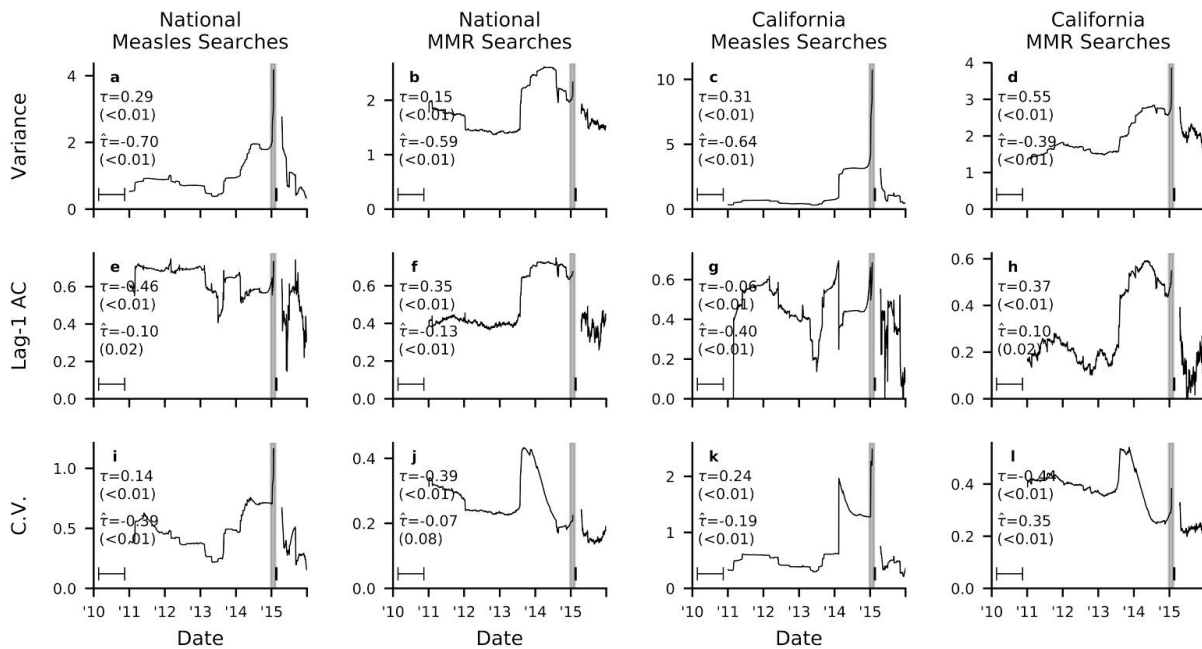 National
Measles Searches
National
MMR Searches
California
Measles Searches
California
MMR Searches
Variance
4
2
0
a
τ=0.29
(<0.01)
τ̂=-0.70
(<0.01)
2
1
0
b
τ=0.15
(<0.01)
τ̂=-0.59
(<0.01)
10
5
0
c
τ=0.31
(<0.01)
τ̂=-0.64
(<0.01)
4
3
2
1
0
d
τ=0.55
(<0.01)
τ̂=-0.39
(<0.01)
Lag-1 AC
0.6
0.4
0.2
0.0
e
τ=-0.46
(<0.01)
τ̂=-0.10
(0.02)
0.6
0.4
0.2
0.0
f
τ=0.35
(<0.01)
τ̂=-0.13
(<0.01)
0.6
0.4
0.2
0.0
g
τ=-0.06
(<0.01)
τ̂=-0.40
(<0.01)
0.6
0.4
0.2
0.0
h
τ=0.37
(<0.01)
τ̂=0.10
(0.02)
C.V.
1.0
0.5
0.0
i
τ=0.14
(<0.01)
τ̂=-0.39
(<0.01)
0.4
0.2
0.0
j
τ=-0.39
(<0.01)
τ̂=-0.07
(0.08)
2
1
0
k
τ=0.24
(<0.01)
τ̂=-0.19
(<0.01)
0.4
0.2
0.0
l
τ=-0.44
(<0.01)
τ̂=0.35
(<0.01)
'10 '11 '12 '13 '14 '15
'10 '11 '12 '13 '14 '15
'10 '11 '12 '13 '14 '15
'10 '11 '12 '13 '14 '15
Date
Date
Date
Date